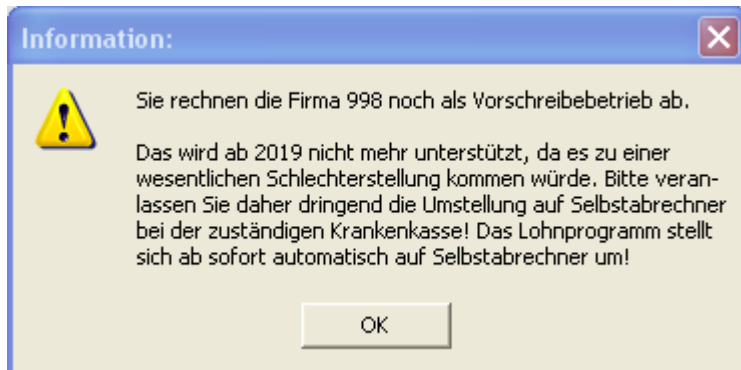 Information:
Sie rechnen die Firma 998 noch als Vorschreibebetrieb ab.
Das wird ab 2019 nicht mehr unterstützt, da es zu einer
wesentlichen Schlechterstellung kommen würde. Bitte veran-
lassen Sie daher dringend die Umstellung auf Selbstabrechner
bei der zuständigen Krankenkasse! Das Lohnprogramm stellt
sich ab sofort automatisch auf Selbstabrechner um!
OK